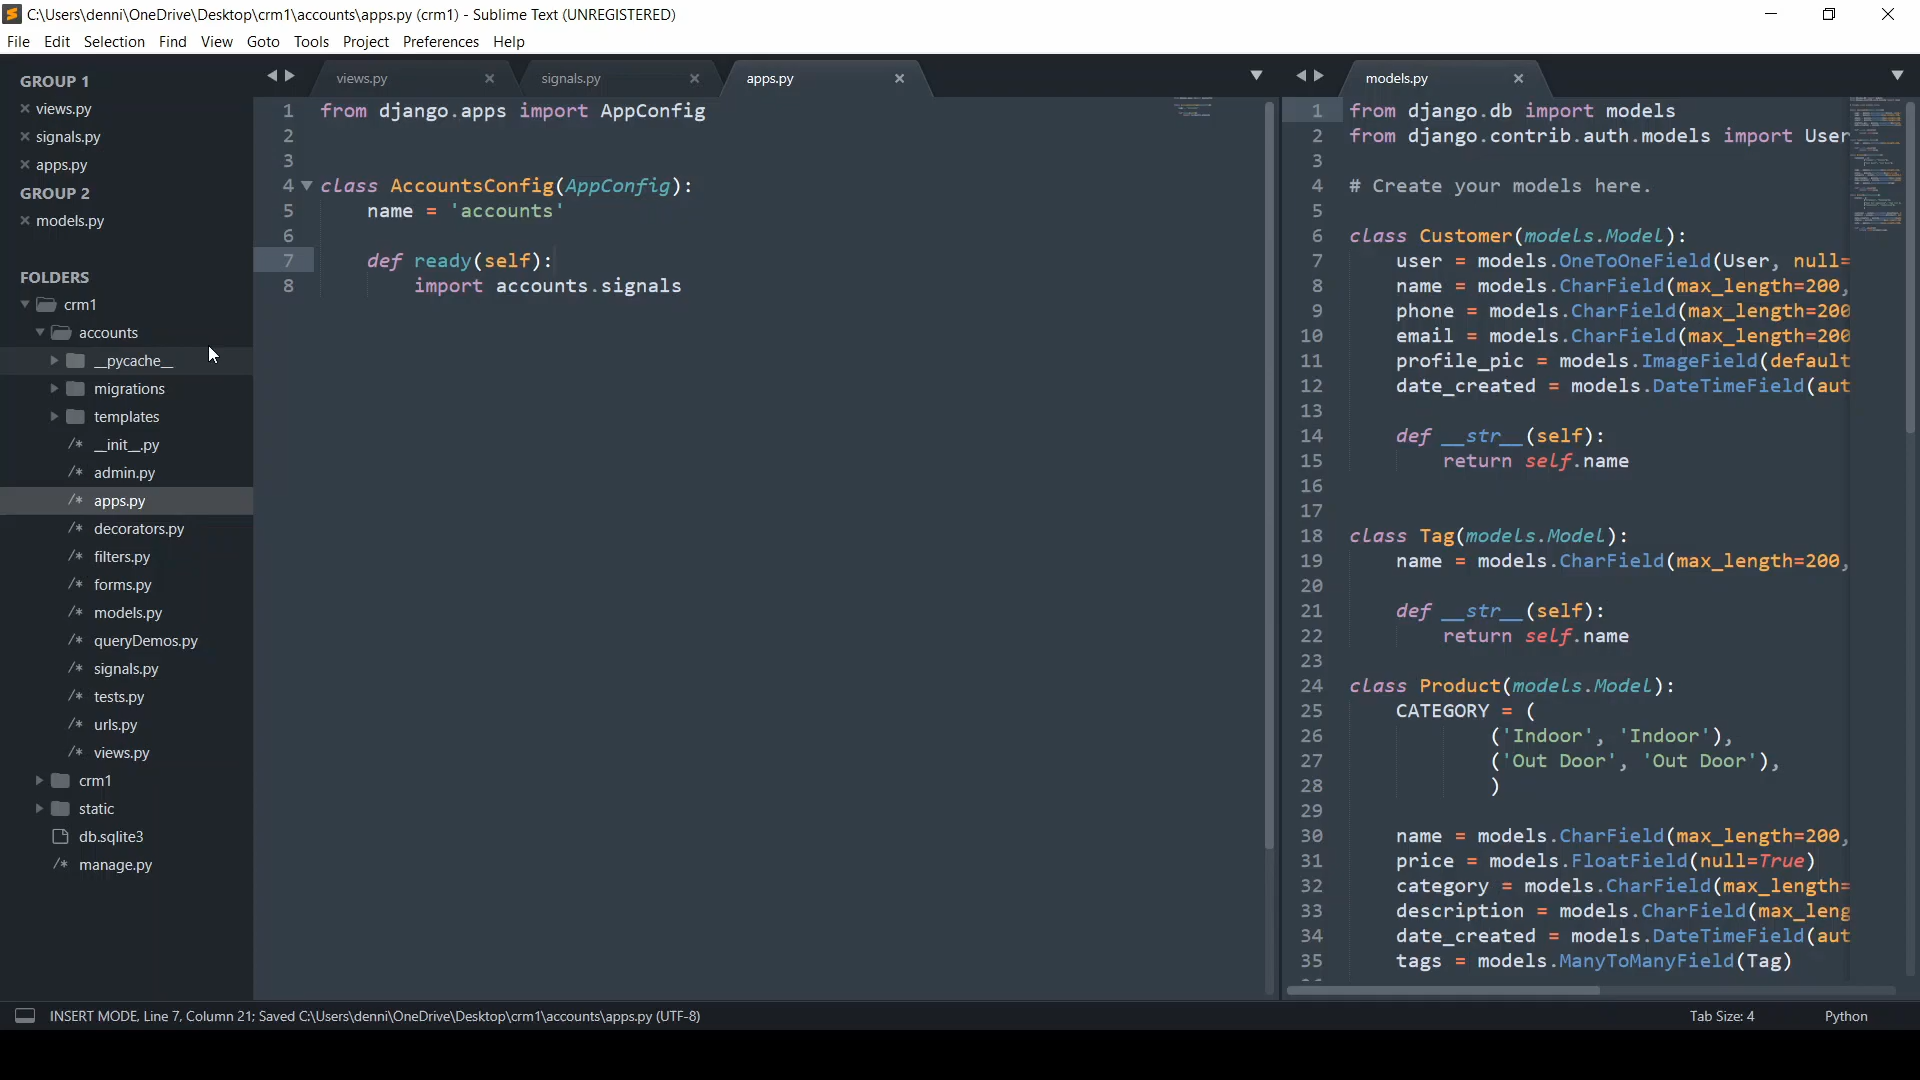 C:\Users\denni\OneDrive\Desktop\crm1\accounts\apps.py (crm1) - Sublime Text (UNREGISTERED)
File Edit Selection Find View Goto Tools Project Preferences Help
GROUP 1
views.py
signals.py
apps.py
GROUP 2
models.py
FOLDERS
crm1
accounts
__pycache__
migrations
templates
/* __init__.py
/* admin.py
/* apps.py
/* decorators.py
/* filters.py
/* forms.py
/* models.py
/* queryDemos.py
/* signals.py
/* tests.py
/* urls.py
/* views.py
crm1
static
db.sqlite3
/* manage.py
views.py signals.py apps.py
1 from django.apps import AppConfig
2
3
4 class AccountsConfig(AppConfig):
5 name = 'accounts'
6
7 def ready(self):
8 import accounts.signals
models.py
1 from django.db import models
2 from django.contrib.auth.models import User
3
4 # Create your models here.
5
6 class Customer(models.Model):
7 user = models.OneToOneField(User, null=
8 name = models.CharField(max_length=200,
9 phone = models.CharField(max_length=200
10 email = models.CharField(max_length=200
11 profile_pic = models.ImageField(default
12 date_created = models.DateTimeField(aut
13
14 def __str__(self):
15 return self.name
16
17
18 class Tag(models.Model):
19 name = models.CharField(max_length=200,
20
21 def __str__(self):
22 return self.name
23
24 class Product(models.Model):
25 CATEGORY = (
26 ('Indoor', 'Indoor'),
27 ('Out Door', 'Out Door'),
28 )
29
30 name = models.CharField(max_length=200,
31 price = models.FloatField(null=True)
32 category = models.CharField(max_length=
33 description = models.CharField(max_leng
34 date_created = models.DateTimeField(aut
35 tags = models.ManyToManyField(Tag)
INSERT MODE, Line 7, Column 21; Saved C:\Users\denni\OneDrive\Desktop\crm1\accounts\apps.py (UTF-8)
Tab Size: 4 Python